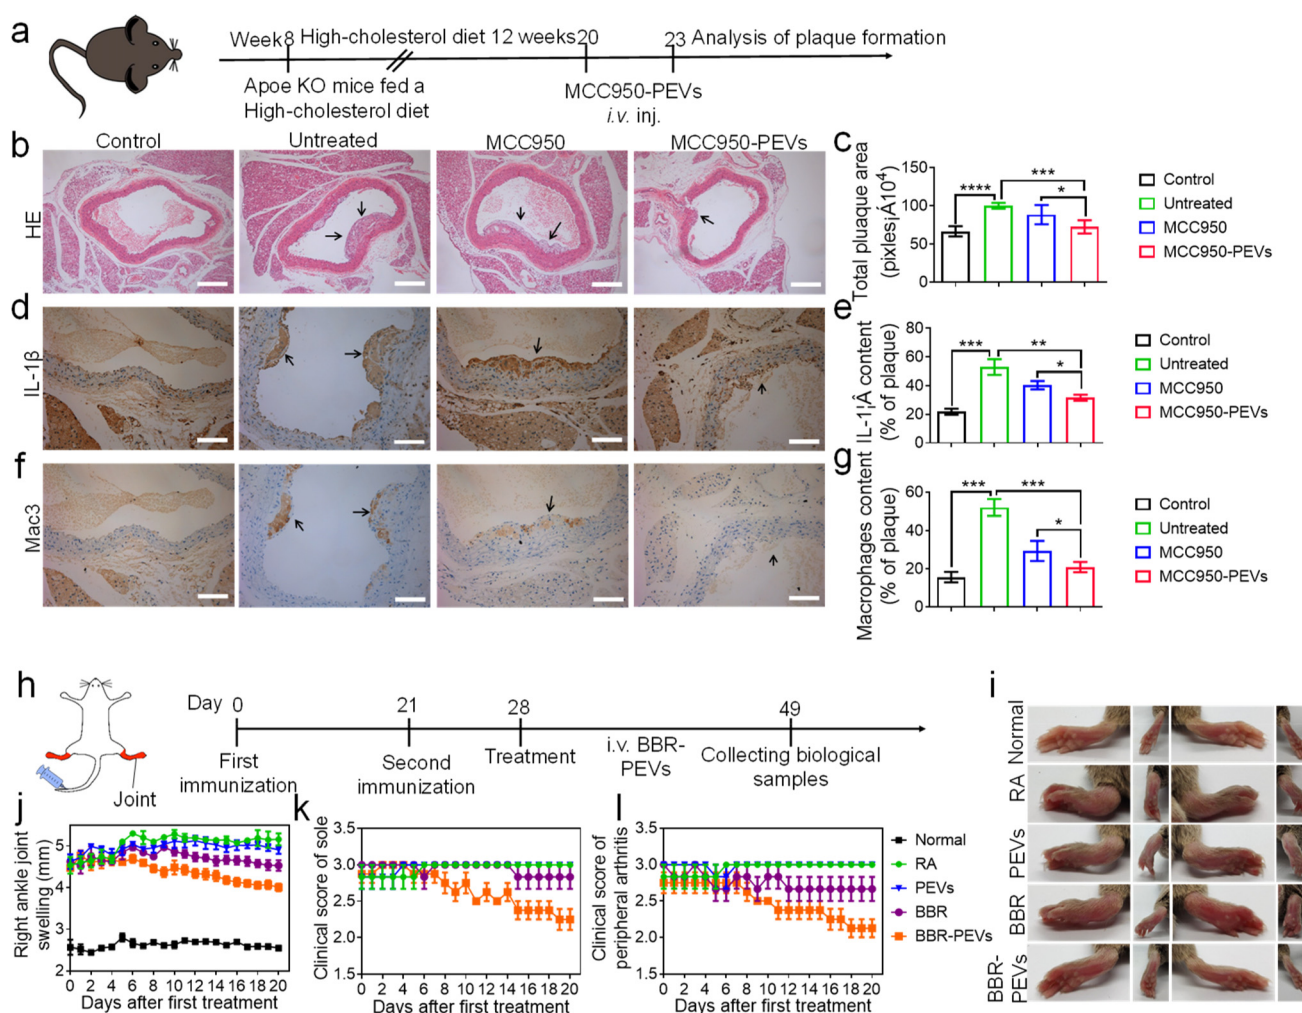 a
Week 8 High-cholesterol diet 12 weeks 20 23 Analysis of plaque formation
Apoe KO mice fed a
High-cholesterol diet
MCC950-PEVs
i.v. inj.
b
Control Untreated MCC950 MCC950-PEVs
HE
c
Total pluaque area
(pixles¡Á10⁴)
150
100
50
0
**** *** *
Control
Untreated
MCC950
MCC950-PEVs
d
IL-1β
e
IL-1¦Â content
(% of plaque)
80
60
40
20
0
*** ** *
Control
Untreated
MCC950
MCC950-PEVs
f
Mac3
g
Macrophages content
(% of plaque)
60
40
20
0
*** *** *
Control
Untreated
MCC950
MCC950-PEVs
h
Day 0 21 28 49
First
immunization
Second
immunization
Treatment
i.v. BBR-
PEVs
Collecting biological
samples
Joint
i
Normal
RA
PEVs
BBR
BBR-
PEVs
j
Right ankle joint
swelling (mm)
5
4
3
2
0 2 4 6 8 10 12 14 16 18 20
Days after first treatment
k
Clinical score of sole
3.5
3.0
2.5
2.0
1.5
0 2 4 6 8 10 12 14 16 18 20
Days after first treatment
l
Clinical score of
peripheral arthritis
3.5
3.0
2.5
2.0
1.5
0 2 4 6 8 10 12 14 16 18 20
Days after first treatment
Normal
RA
PEVs
BBR
BBR-PEVs